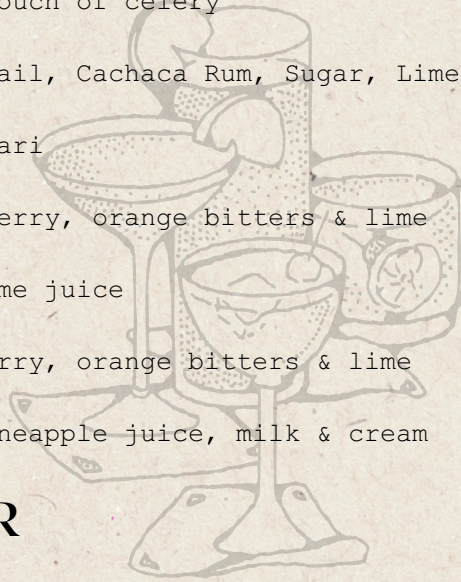 ouch of celery
ail, Cachaca Rum, Sugar, Lime
ari
erry, orange bitters & lime
me juice
rry, orange bitters & lime
neapple juice, milk & cream
R